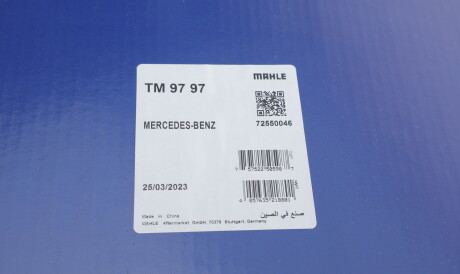 MAHLE
TM 97 97
MERCEDES-BENZ 72550046
25/03/2023
Made in China صنع في الصين
MAHLE Aftermarket GmbH, 70376 Stuttgart, Germany